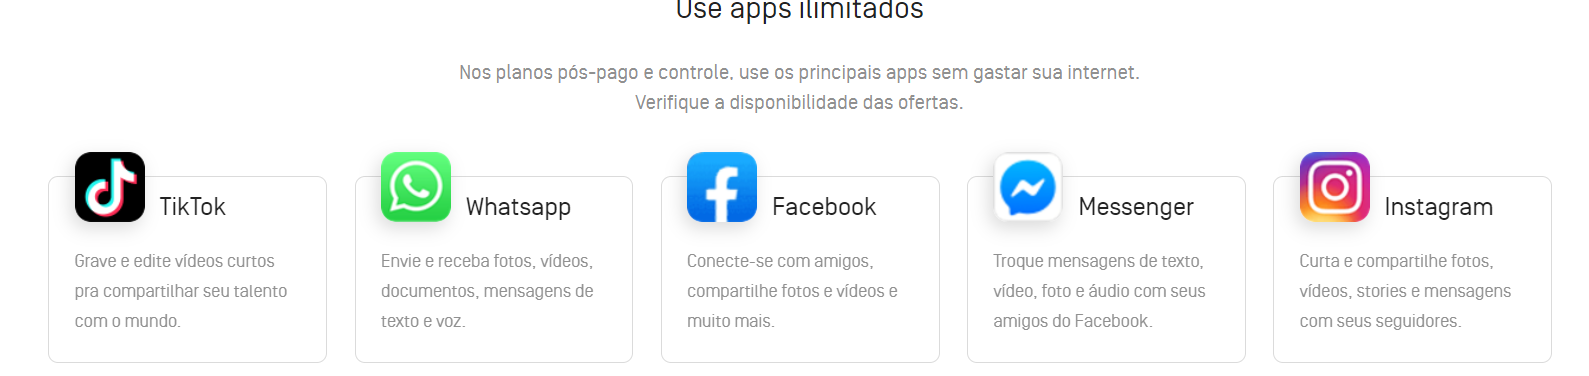 Use apps ilimitados
Nos planos pós-pago e controle, use os principais apps sem gastar sua internet.
Verifique a disponibilidade das ofertas.
TikTok
Grave e edite vídeos curtos
pra compartilhar seu talento
com o mundo.
Whatsapp
Envie e receba fotos, vídeos,
documentos, mensagens de
texto e voz.
Facebook
Conecte-se com amigos,
compartilhe fotos e vídeos e
muito mais.
Messenger
Troque mensagens de texto,
vídeo, foto e áudio com seus
amigos do Facebook.
Instagram
Curta e compartilhe fotos,
vídeos, stories e mensagens
com seus seguidores.